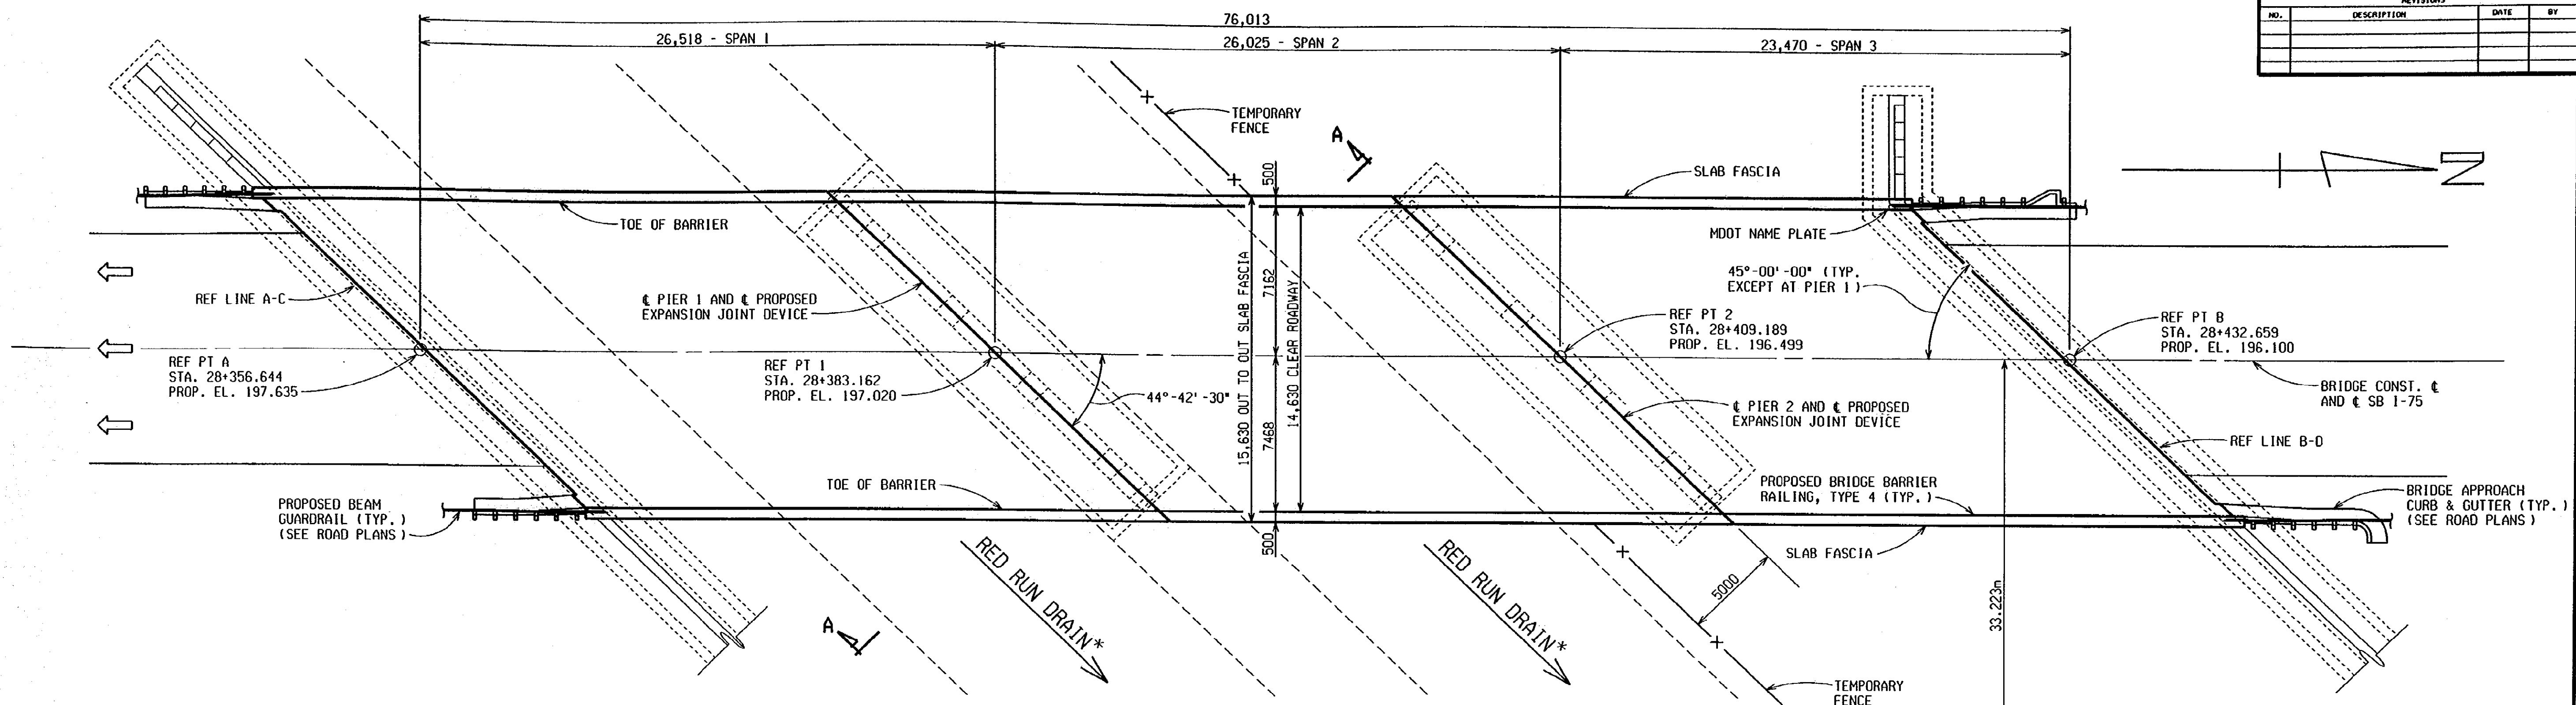 REVISIONS
NO. DESCRIPTION DATE BY
76,013
26,518 - SPAN 1
26,025 - SPAN 2
23,470 - SPAN 3
TEMPORARY
FENCE
A
500
SLAB FASCIA
N
TOE OF BARRIER
MDOT NAME PLATE
REF LINE A-C
℄ PIER 1 AND ℄ PROPOSED
EXPANSION JOINT DEVICE
15,630 OUT TO OUT SLAB FASCIA
7162
14,630 CLEAR ROADWAY
45°-00'-00" (TYP.
EXCEPT AT PIER 1)
REF PT A
STA. 28+356.644
PROP. EL. 197.635
REF PT 1
STA. 28+383.162
PROP. EL. 197.020
REF PT 2
STA. 28+409.189
PROP. EL. 196.499
REF PT B
STA. 28+432.659
PROP. EL. 196.100
44°-42'-30"
7468
BRIDGE CONST. ℄
AND ℄ SB I-75
℄ PIER 2 AND ℄ PROPOSED
EXPANSION JOINT DEVICE
REF LINE B-D
PROPOSED BEAM
GUARDRAIL (TYP.)
(SEE ROAD PLANS)
TOE OF BARRIER
PROPOSED BRIDGE BARRIER
RAILING, TYPE 4 (TYP.)
BRIDGE APPROACH
CURB & GUTTER (TYP.)
(SEE ROAD PLANS)
500
SLAB FASCIA
RED RUN DRAIN*
RED RUN DRAIN*
5000
33.223m
A
TEMPORARY
FENCE